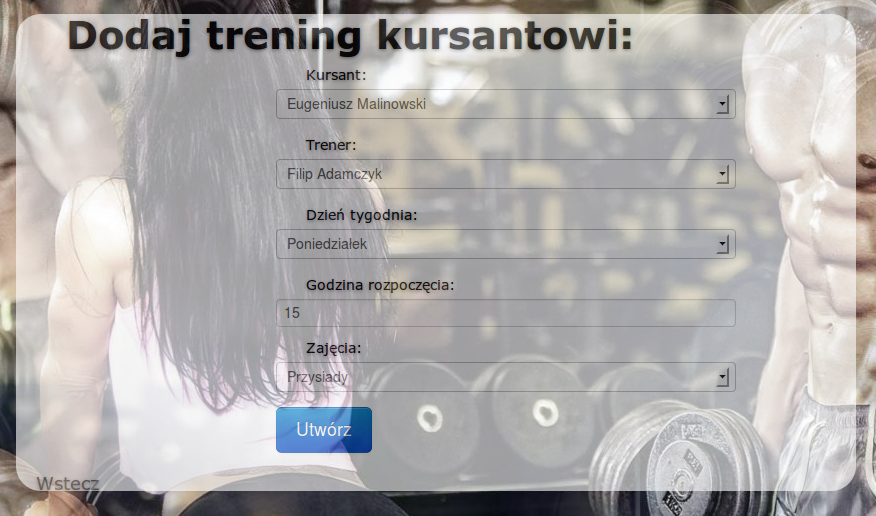 Dodaj trening kursantowi:
Kursant:
Eugeniusz Malinowski
Trener:
Filip Adamczyk
Dzień tygodnia:
Poniedziałek
Godzina rozpoczęcia:
15
Zajęcia:
Przysiady
Utwórz
Wstecz